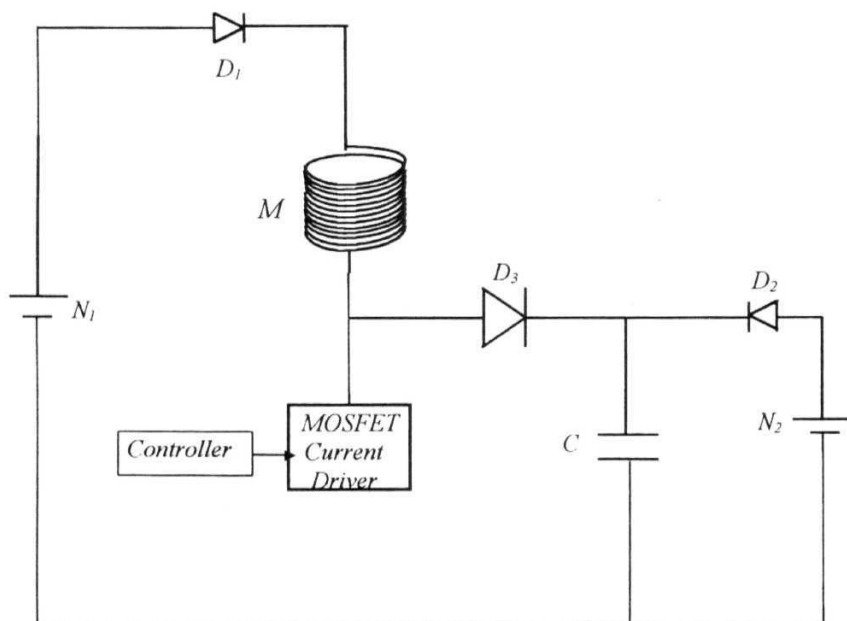 D₁
M
D₃
D₂
N₁
N₂
MOSFET
Current
Driver
Controller
C